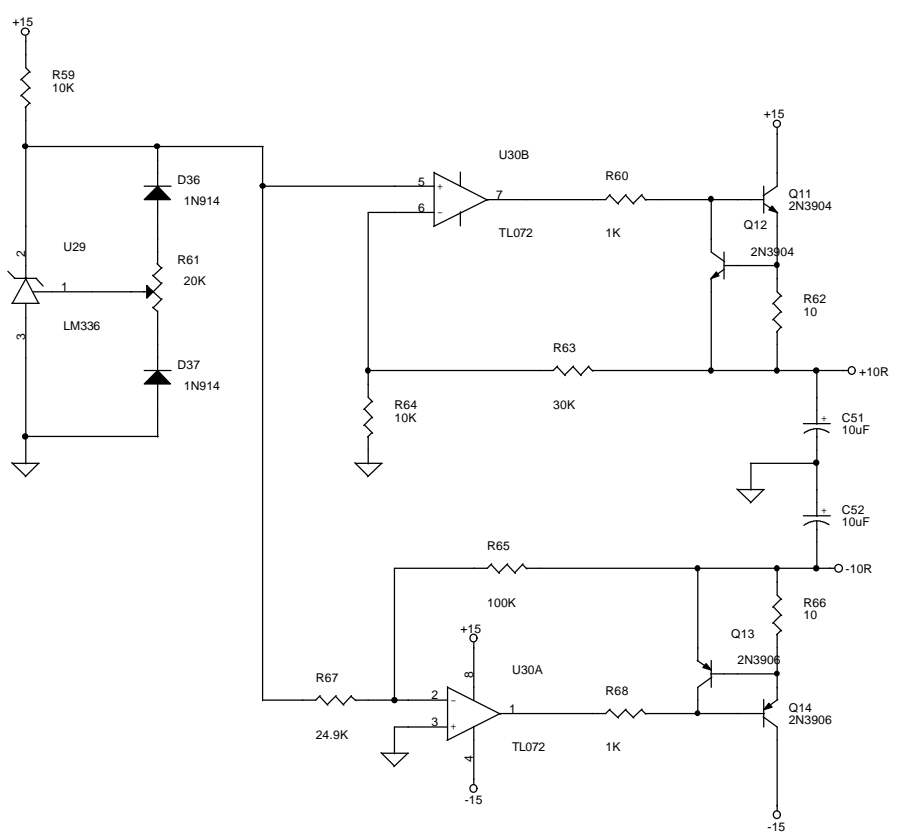 +15
R59
10K
+15
U30B
R60
D36
1N914
5
+
7
Q11
2N3904
6
−
Q12
TL072
1K
2N3904
U29
2
R61
20K
1
R62
10
LM336
3
R63
D37
1N914
+10R
R64
10K
30K
+
C51
10uF
+
C52
10uF
R65
-10R
100K
R66
10
+15
Q13
R67
8
U30A
2N3906
R68
2
−
1
Q14
2N3906
3
+
24.9K
4
TL072
1K
-15
-15